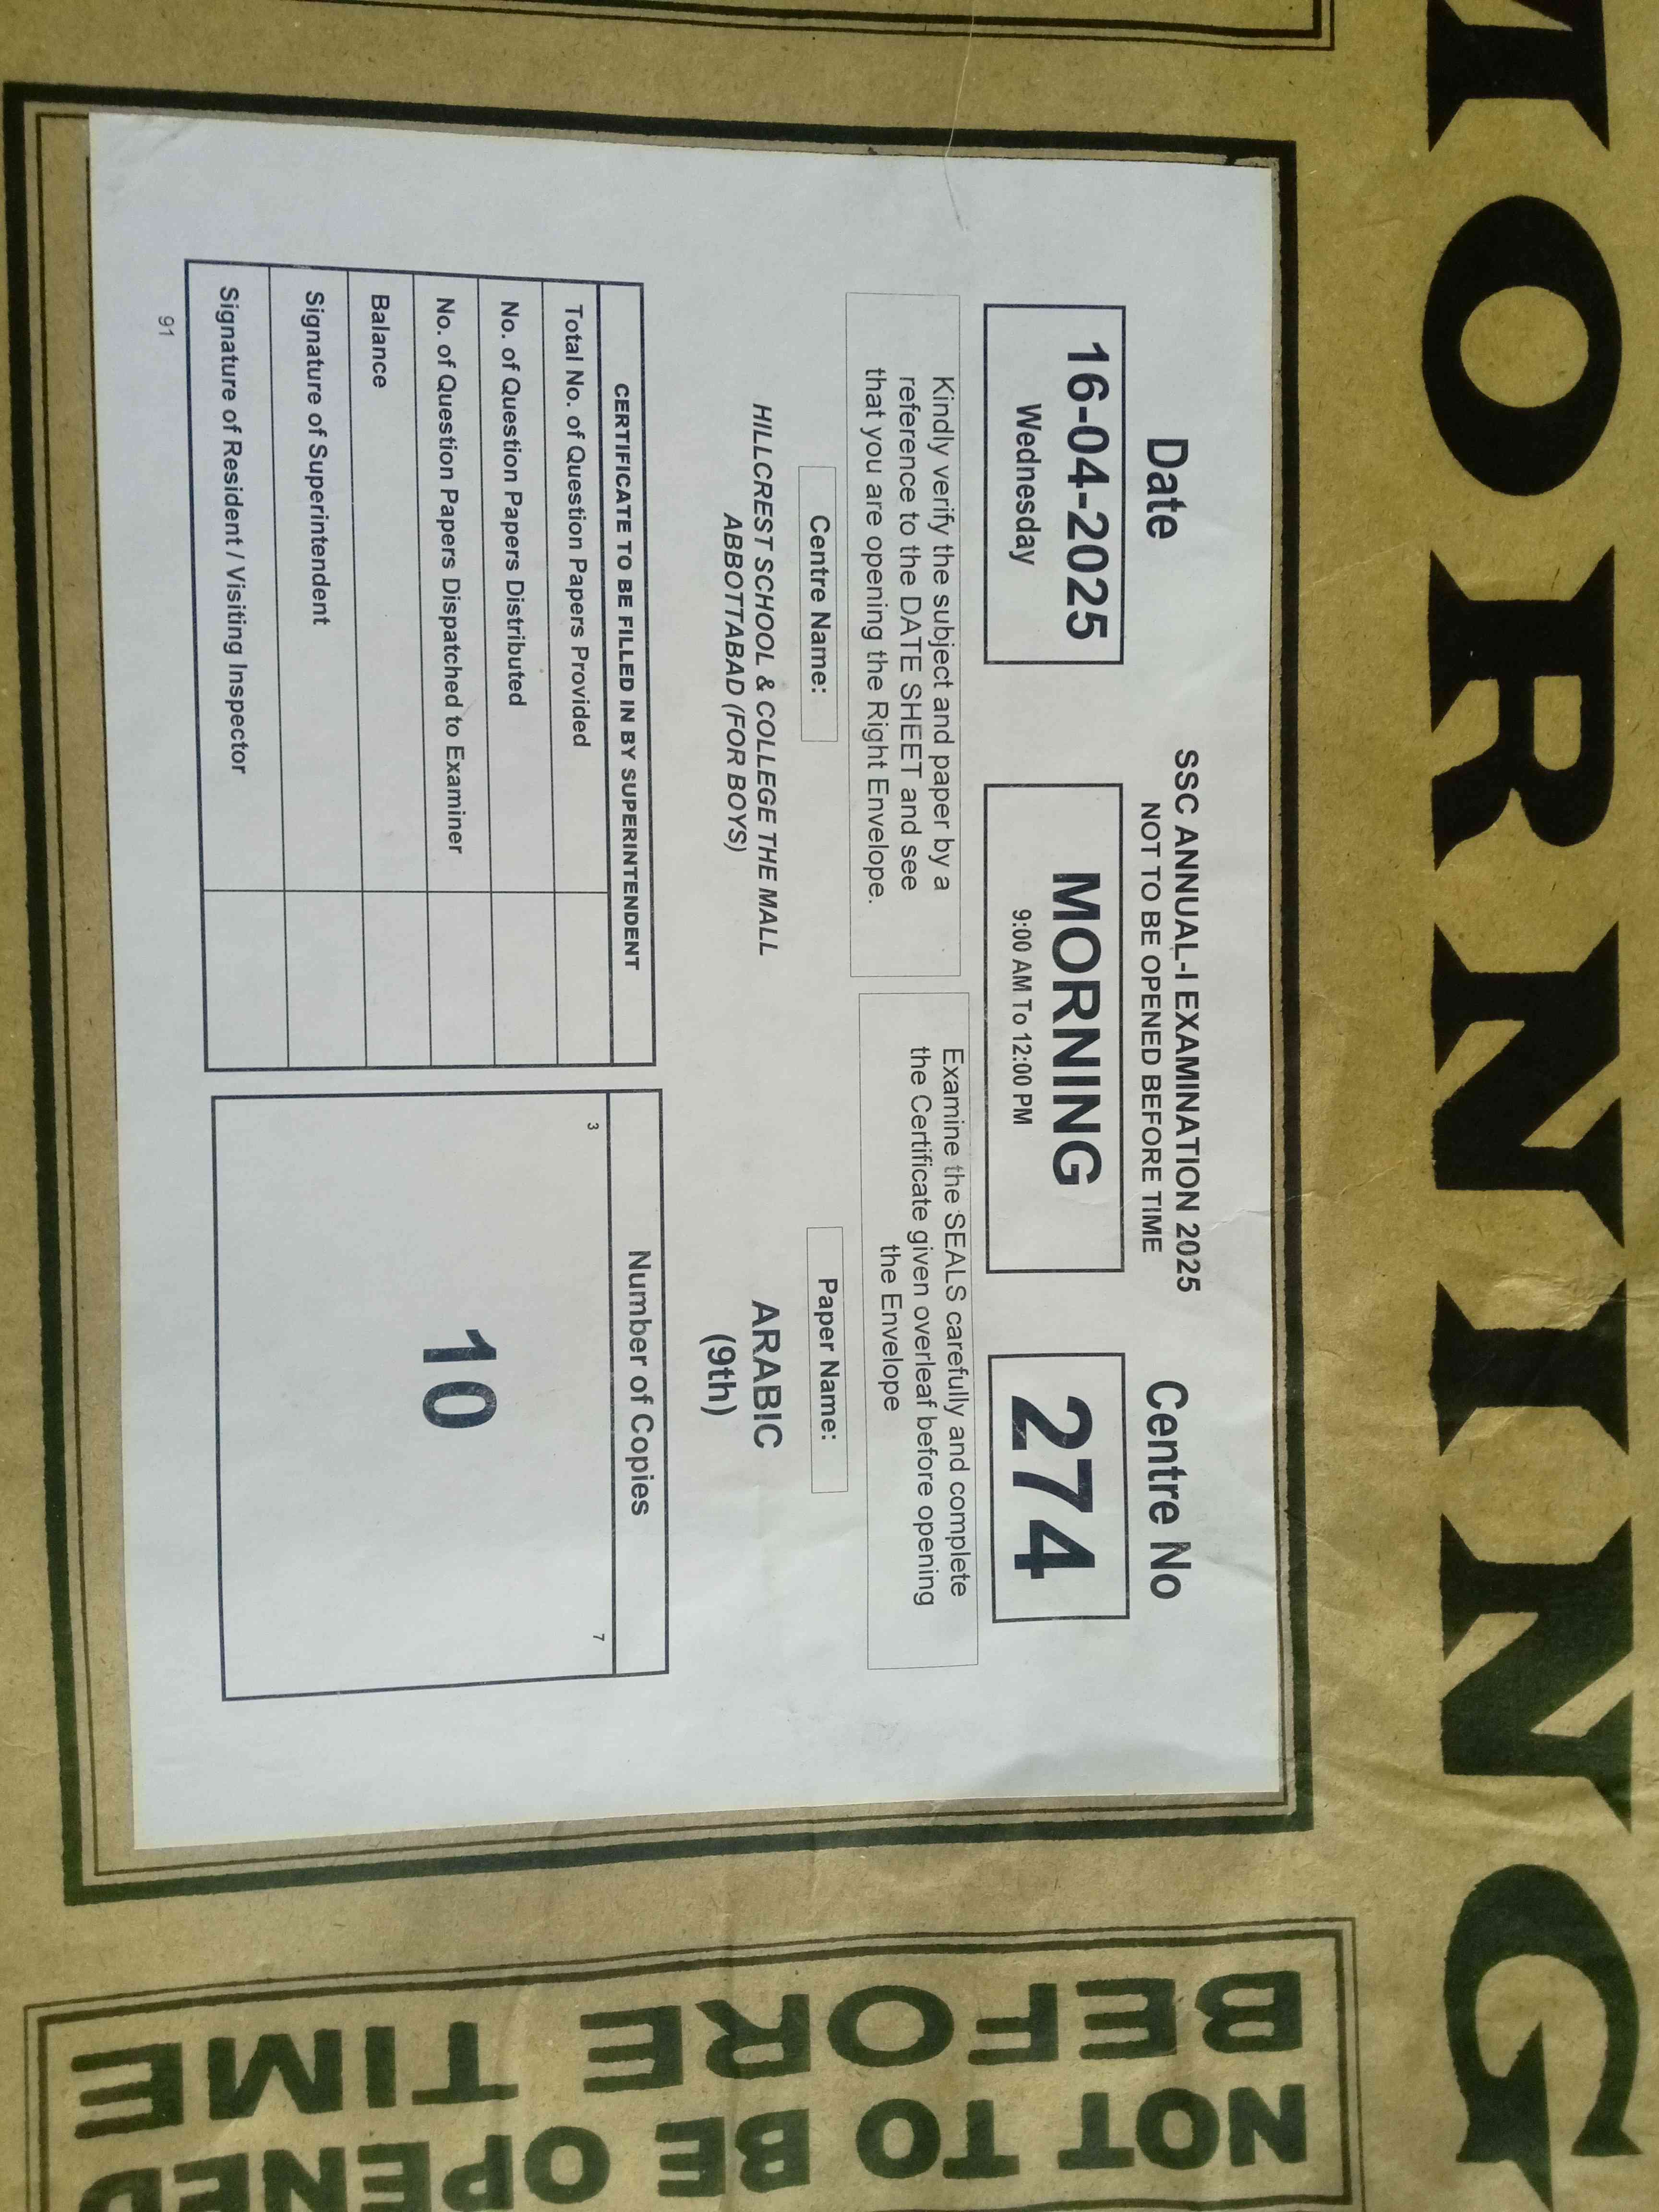 MORNING
SSC ANNUAL-I EXAMINATION 2025
NOT TO BE OPENED BEFORE TIME
Date
Centre No
16-04-2025
Wednesday
MORNING
9:00 AM To 12:00 PM
274
Kindly verify the subject and paper by a
reference to the DATE SHEET and see
that you are opening the Right Envelope.
Examine the SEALS carefully and complete
the Certificate given overleaf before opening
the Envelope
Centre Name:
HILLCREST SCHOOL & COLLEGE THE MALL
ABBOTTABAD (FOR BOYS)
Paper Name:
ARABIC
(9th)
CERTIFICATE TO BE FILLED IN BY SUPERINTENDENT
Total No. of Question Papers Provided
No. of Question Papers Distributed
No. of Question Papers Dispatched to Examiner
Balance
Signature of Superintendent
Signature of Resident / Visiting Inspector
Number of Copies
3
7
10
91
NOT TO BE OPENED
BEFORE TIME